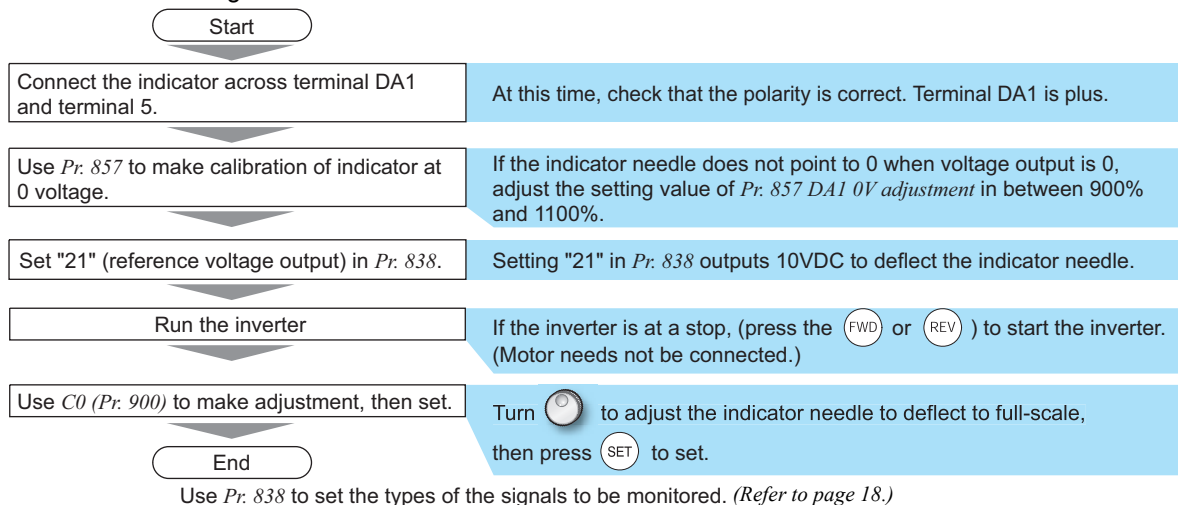 Start
Connect the indicator across terminal DA1
and terminal 5.
At this time, check that the polarity is correct. Terminal DA1 is plus.
Use Pr. 857 to make calibration of indicator at
0 voltage.
If the indicator needle does not point to 0 when voltage output is 0,
adjust the setting value of Pr. 857 DA1 0V adjustment in between 900%
and 1100%.
Set "21" (reference voltage output) in Pr. 838.
Setting "21" in Pr. 838 outputs 10VDC to deflect the indicator needle.
Run the inverter
If the inverter is at a stop, (press the FWD or REV ) to start the inverter.
(Motor needs not be connected.)
Use C0 (Pr. 900) to make adjustment, then set.
Turn to adjust the indicator needle to deflect to full-scale,
then press SET to set.
End
Use Pr. 838 to set the types of the signals to be monitored. (Refer to page 18.)